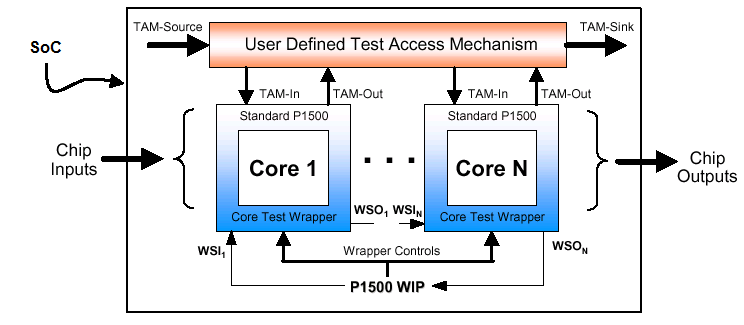 TAM-Source
TAM-Sink
User Defined Test Access Mechanism
SoC
TAM-In
TAM-Out
TAM-In
TAM-Out
Standard P1500
Standard P1500
Chip
Inputs
Core 1
. . .
Core N
Chip
Outputs
WSO1 WSIN
Core Test Wrapper
Core Test Wrapper
WSI1
Wrapper Controls
WSON
P1500 WIP